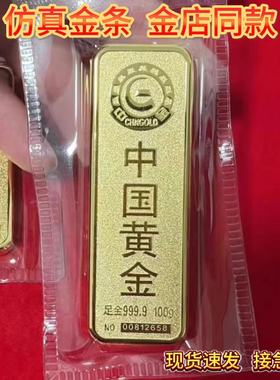 仿真金条 金店同款
CHNGOLD
中国黄金
足金999.9 100g
NO 00812658
现货速发 接急